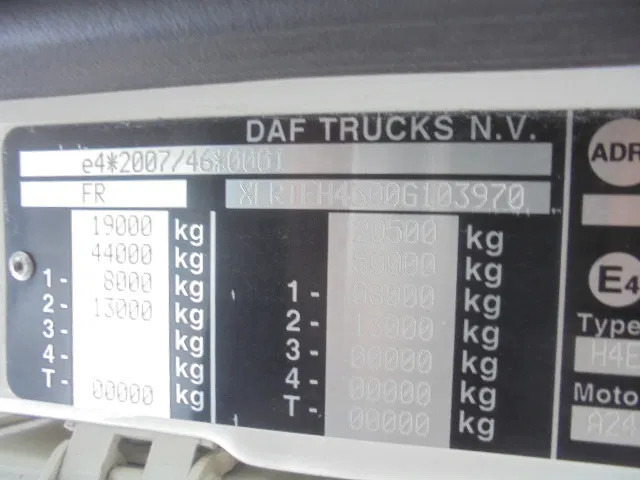 DAF TRUCKS N.V.
e4*2007/46*0001
FR
19000 kg 20500 kg
44000 kg kg
1- 8000 kg 1- 08000 kg
2- 13000 kg 2- 13000 kg
3- kg 3- 00000 kg
4- kg 4- 00000 kg
T- 00000 kg T- 00000 kg
ADR
E4
Type
H4E
Moto
A24